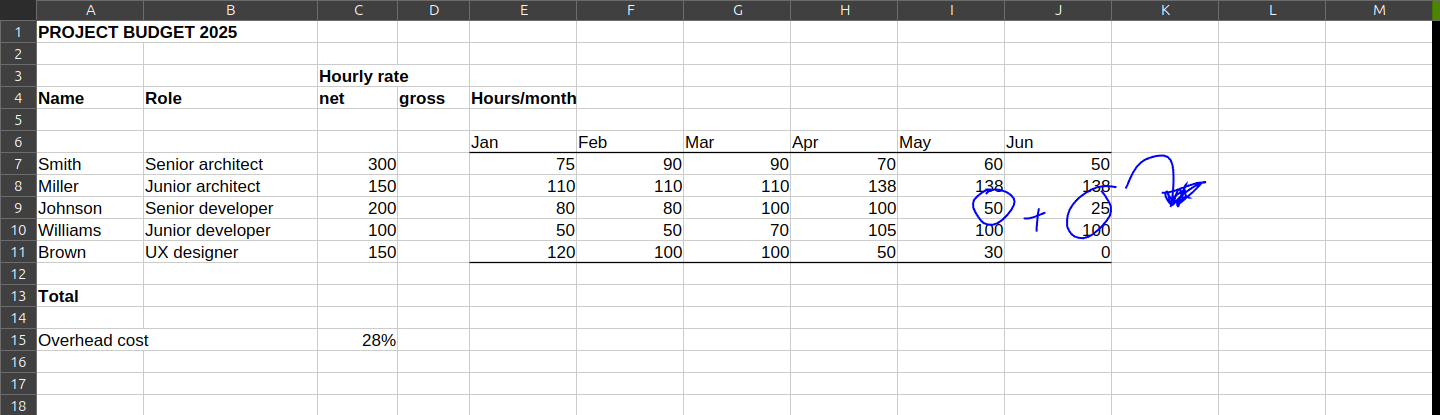 A B C D E F G H I J K L M
1 PROJECT BUDGET 2025
2
3 Hourly rate
4 Name Role net gross Hours/month
5
6 Jan Feb Mar Apr May Jun
7 Smith Senior architect 300 75 90 90 70 60 50
8 Miller Junior architect 150 110 110 110 138 138 138
9 Johnson Senior developer 200 80 80 100 100 50 + 25
10 Williams Junior developer 100 50 50 70 105 100 100
11 Brown UX designer 150 120 100 100 50 30 0
12
13 Total
14
15 Overhead cost 28%
16
17
18